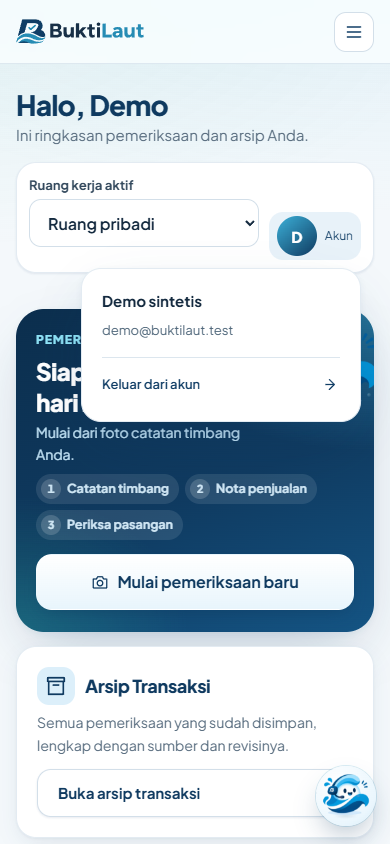 BuktiLaut
Halo, Demo
Ini ringkasan pemeriksaan dan arsip Anda.
Ruang kerja aktif
Ruang pribadi
D Akun
Demo sintetis
demo@buktilaut.test
Keluar dari akun
PEMER
Siap
hari
Mulai dari foto catatan timbang
Anda.
1 Catatan timbang
2 Nota penjualan
3 Periksa pasangan
Mulai pemeriksaan baru
Arsip Transaksi
Semua pemeriksaan yang sudah disimpan,
lengkap dengan sumber dan revisinya.
Buka arsip transaksi